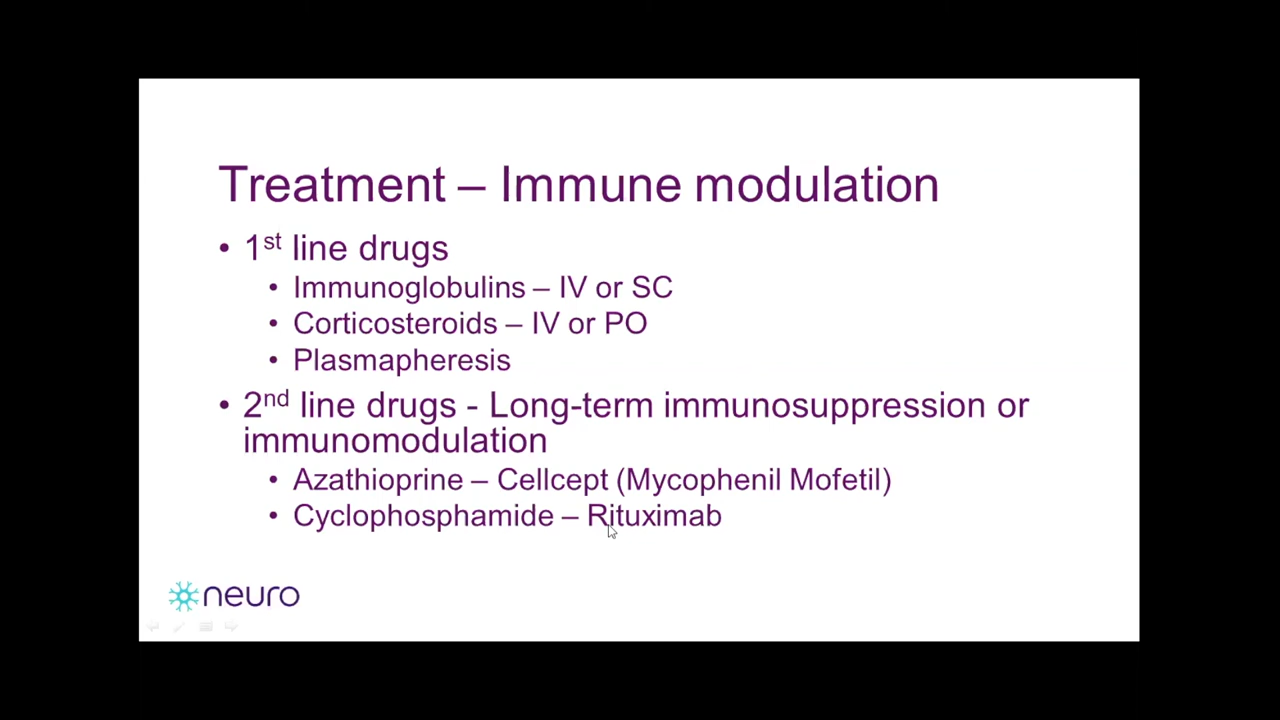 Treatment – Immune modulation
• 1st line drugs
• Immunoglobulins – IV or SC
• Corticosteroids – IV or PO
• Plasmapheresis
• 2nd line drugs - Long-term immunosuppression or
immunomodulation
• Azathioprine – Cellcept (Mycophenil Mofetil)
• Cyclophosphamide – Rituximab
neuro